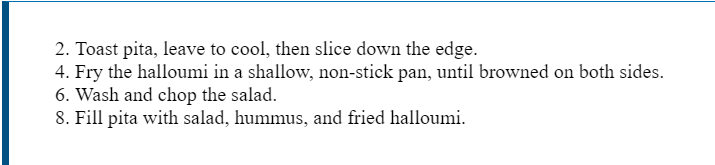 2. Toast pita, leave to cool, then slice down the edge.
4. Fry the halloumi in a shallow, non-stick pan, until browned on both sides.
6. Wash and chop the salad.
8. Fill pita with salad, hummus, and fried halloumi.